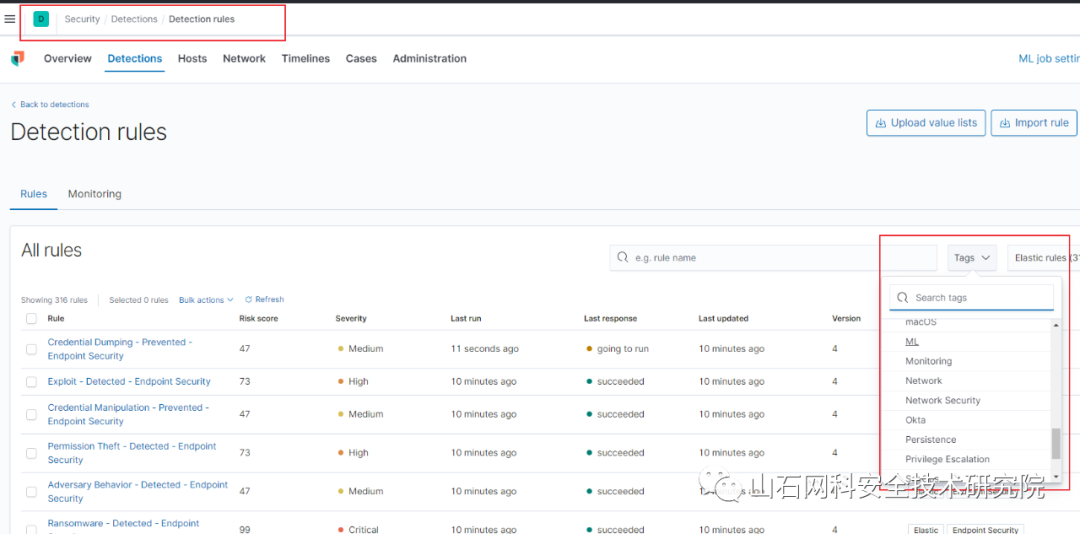 D Security / Detections / Detection rules
Overview Detections Hosts Network Timelines Cases Administration ML job settin
Back to detections
Detection rules
Upload value lists Import rule
Rules Monitoring
All rules
e.g. rule name
Tags
Elastic rules (31
Search tags
macOS
ML
Monitoring
Network
Network Security
Okta
Persistence
Privilege Escalation
Showing 316 rules Selected 0 rules Bulk actions Refresh
Rule Risk score Severity Last run Last response Last updated Version
Credential Dumping - Prevented -
Endpoint Security
47 Medium 11 seconds ago going to run 10 minutes ago 4
Exploit - Detected - Endpoint Security 73 High 10 minutes ago succeeded 10 minutes ago 4
Credential Manipulation - Prevented -
Endpoint Security
47 Medium 10 minutes ago succeeded 10 minutes ago 4
Permission Theft - Detected - Endpoint
Security
73 High 10 minutes ago succeeded 10 minutes ago 4
Adversary Behavior - Detected - Endpoint
Security
47 Medium 10 minutes ago succeeded 10 minutes ago 4
Ransomware - Detected - Endpoint
99 Critical 10 minutes ago succeeded 10 minutes ago 4
Elastic Endpoint Security
山石网科安全技术研究院